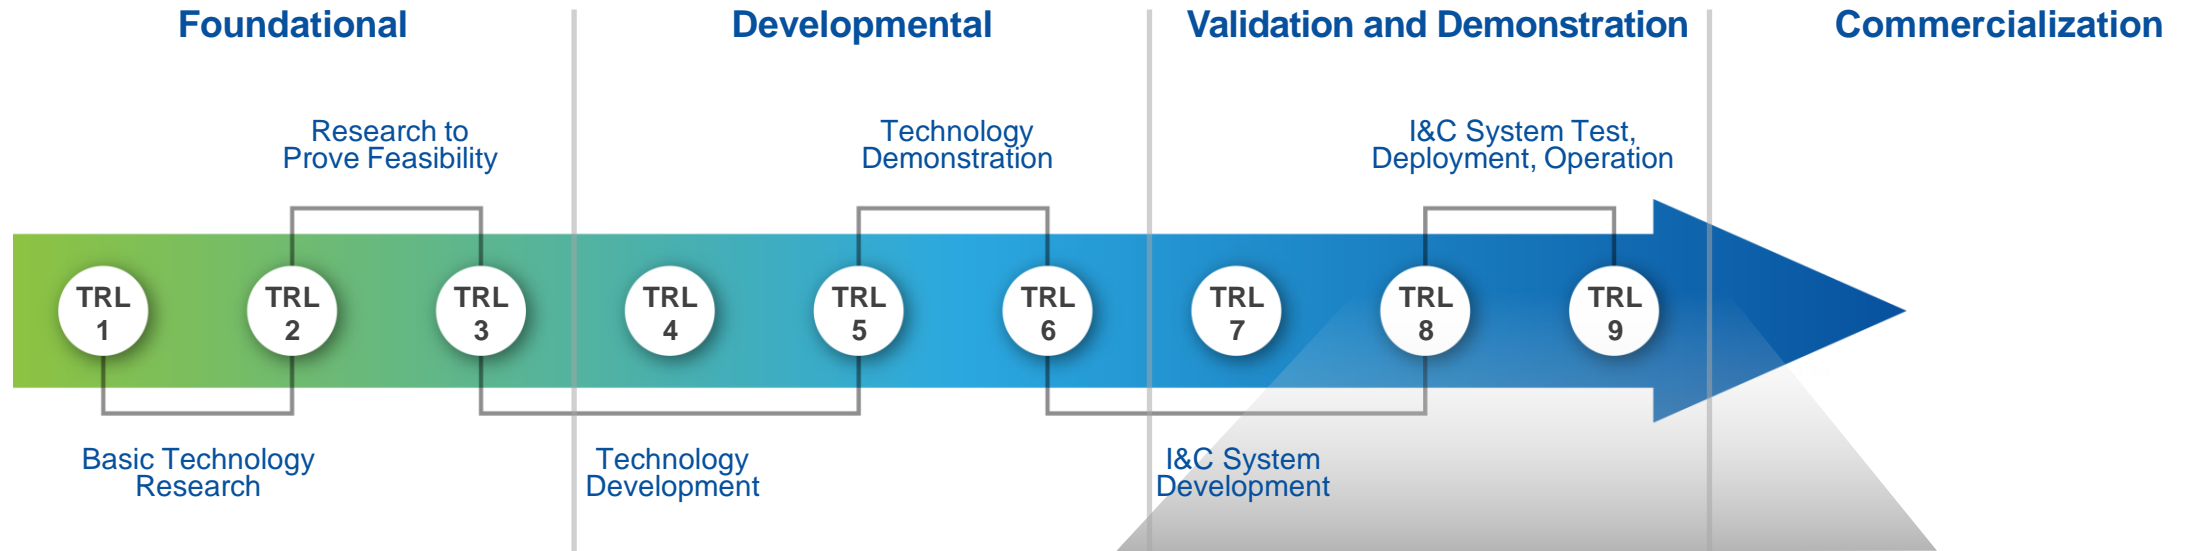 Foundational
Developmental
Validation and Demonstration
Commercialization
Research to
Prove Feasibility
Technology
Demonstration
I&C System Test,
Deployment, Operation
TRL
1
TRL
2
TRL
3
TRL
4
TRL
5
TRL
6
TRL
7
TRL
8
TRL
9
Basic Technology
Research
Technology
Development
I&C System
Development